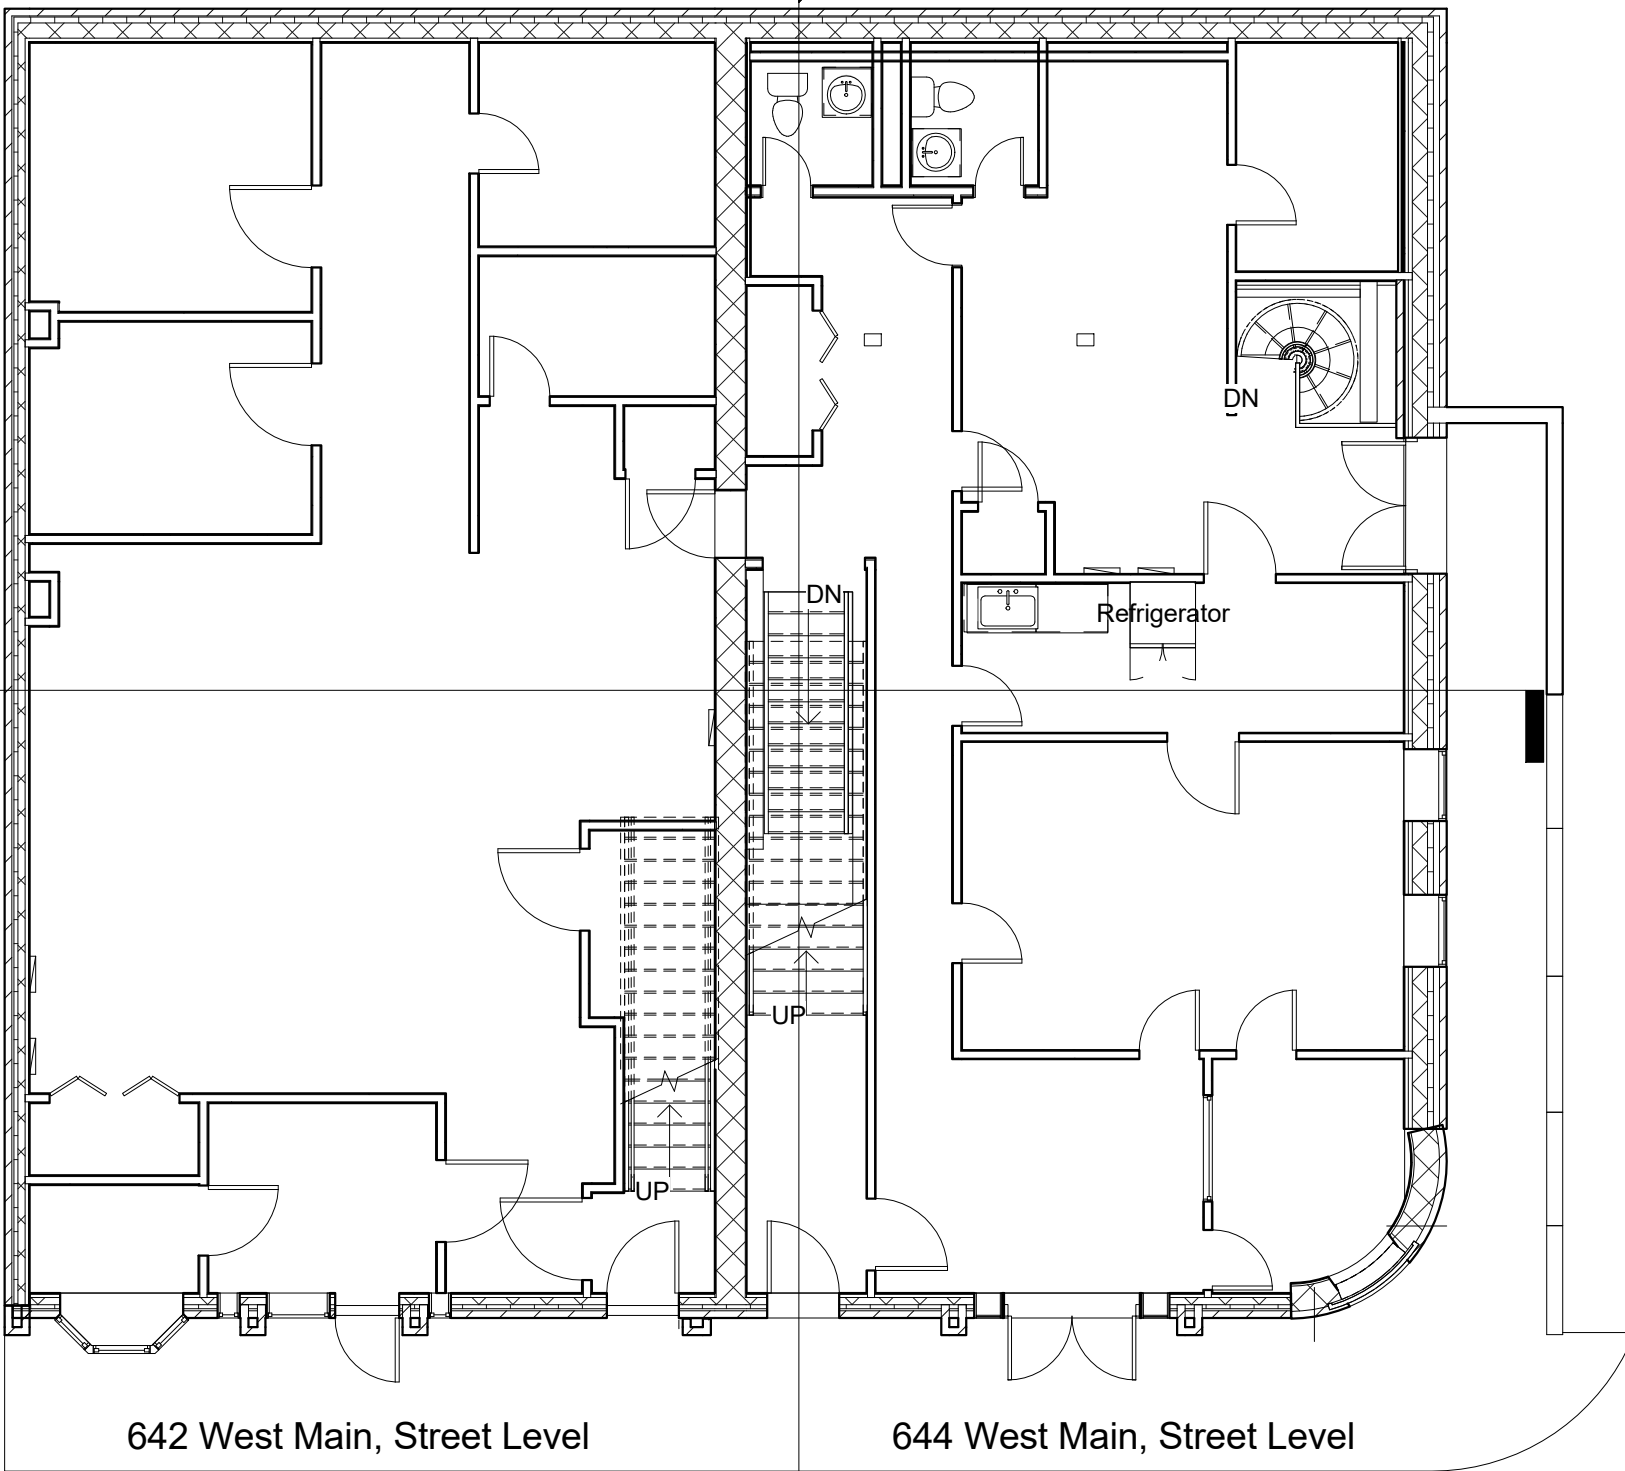 DN
DN
Refrigerator
UP
UP
642 West Main, Street Level
644 West Main, Street Level